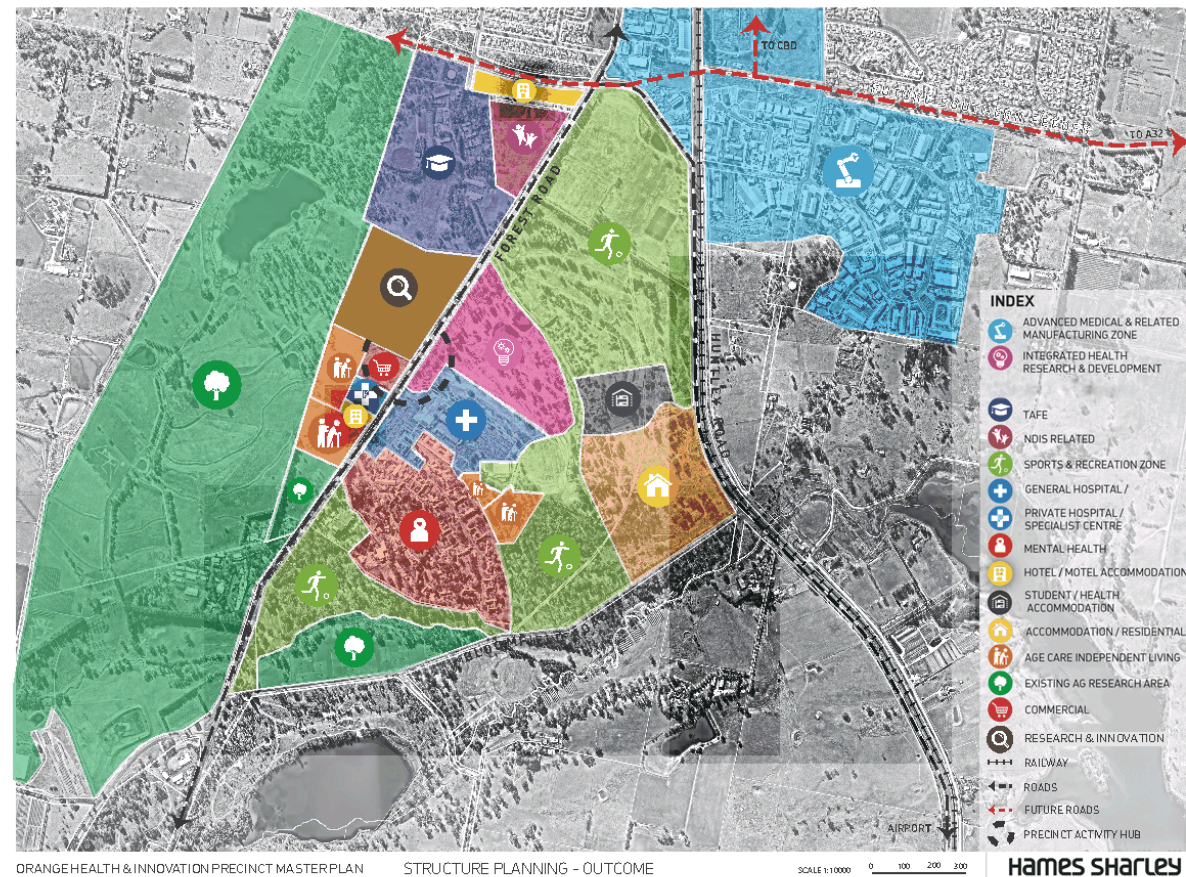 TO CBD
TO A32
FOREST ROAD
HUNTLEY ROAD
AIRPORT
INDEX
ADVANCED MEDICAL & RELATED
MANUFACTURING ZONE
INTEGRATED HEALTH
RESEARCH & DEVELOPMENT
TAFE
NDIS RELATED
SPORTS & RECREATION ZONE
GENERAL HOSPITAL /
PRIVATE HOSPITAL /
SPECIALIST CENTRE
MENTAL HEALTH
HOTEL / MOTEL ACCOMMODATION
STUDENT / HEALTH
ACCOMMODATION
ACCOMMODATION / RESIDENTIAL
AGE CARE INDEPENDENT LIVING
EXISTING AG RESEARCH AREA
COMMERCIAL
RESEARCH & INNOVATION
RAILWAY
ROADS
FUTURE ROADS
PRECINCT ACTIVITY HUB
ORANGE HEALTH & INNOVATION PRECINCT MASTER PLAN
STRUCTURE PLANNING - OUTCOME
SCALE 1:10000
0 100 200 300
HAMES SHARLEY